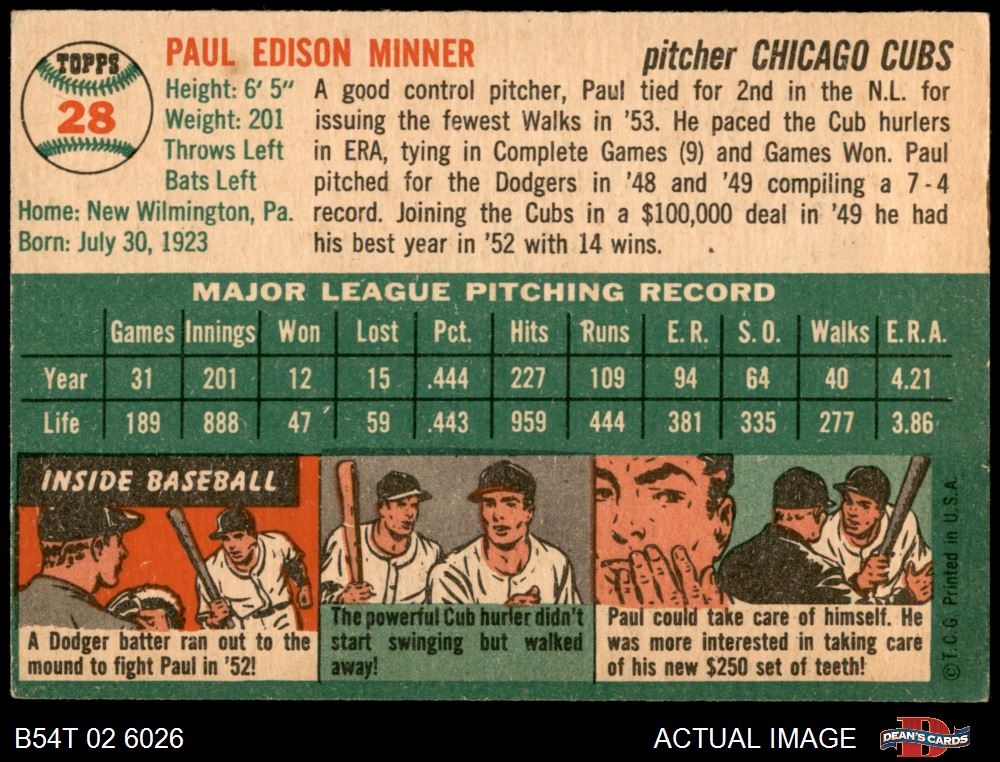 TOPPS
28
PAUL EDISON MINNER
pitcher CHICAGO CUBS
Height: 6' 5"
Weight: 201
Throws Left
Bats Left
Home: New Wilmington, Pa.
Born: July 30, 1923
A good control pitcher, Paul tied for 2nd in the N.L. for
issuing the fewest Walks in '53. He paced the Cub hurlers
in ERA, tying in Complete Games (9) and Games Won. Paul
pitched for the Dodgers in '48 and '49 compiling a 7-4
record. Joining the Cubs in a $100,000 deal in '49 he had
his best year in '52 with 14 wins.
MAJOR LEAGUE PITCHING RECORD
Games Innings Won Lost Pct. Hits Runs E. R. S. O. Walks E.R.A.
Year 31 201 12 15 .444 227 109 94 64 40 4.21
Life 189 888 47 59 .443 959 444 381 335 277 3.86
INSIDE BASEBALL
A Dodger batter ran out to the
mound to fight Paul in '52!
The powerful Cub hurler didn't
start swinging but walked
away!
Paul could take care of himself. He
was more interested in taking care
of his new $250 set of teeth!
© T.C.G. Printed in U.S.A.
B54T 02 6026
ACTUAL IMAGE
D
DEAN'S CARDS